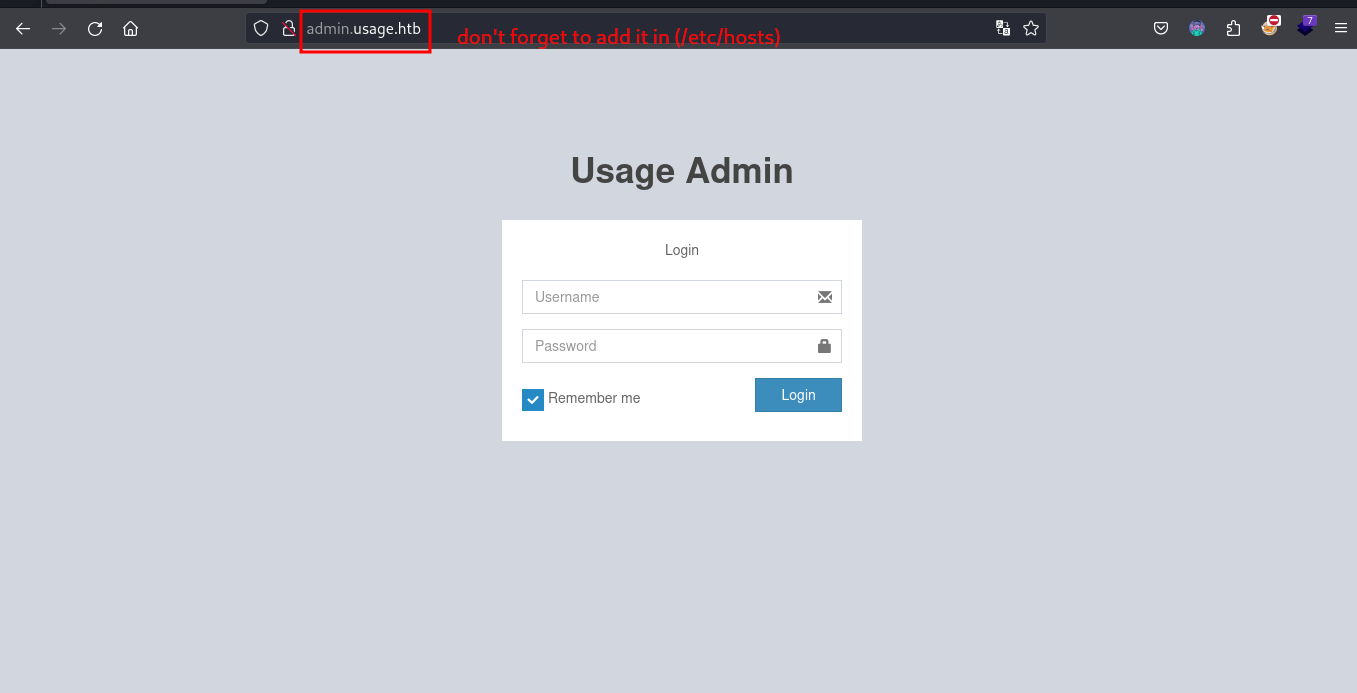 admin.usage.htb
don't forget to add it in (/etc/hosts)
7
Usage Admin
Login
Username
Password
Remember me
Login